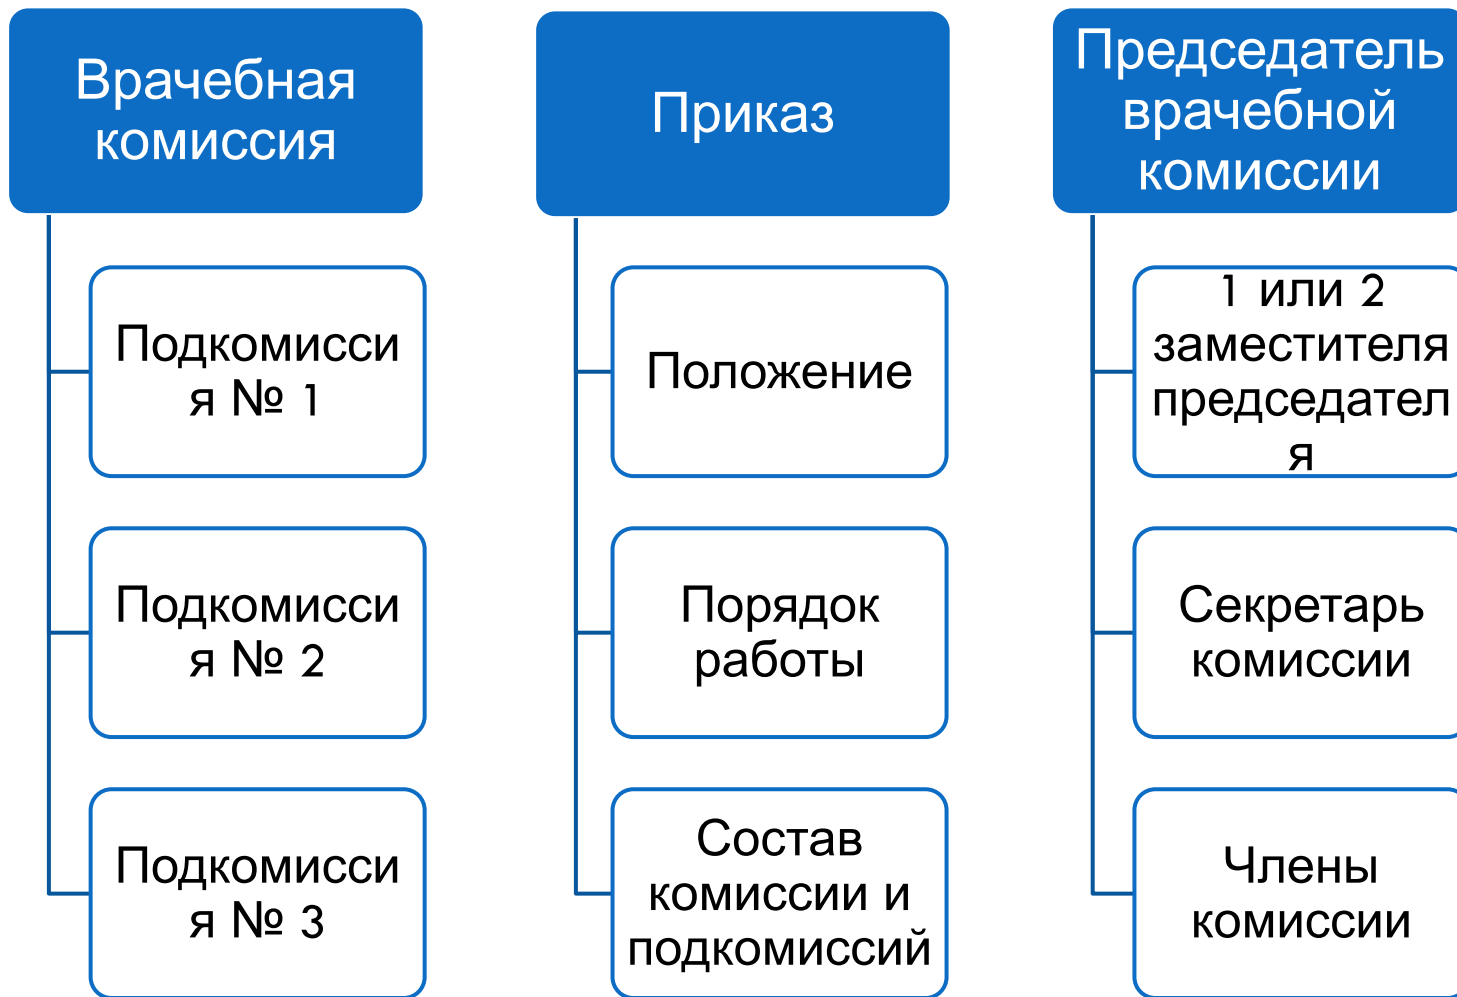 Врачебная
комиссия
Подкомисси
я № 1
Подкомисси
я № 2
Подкомисси
я № 3
Приказ
Положение
Порядок
работы
Состав
комиссии и
подкомиссий
Председатель
врачебной
комиссии
1 или 2
заместителя
председател
я
Секретарь
комиссии
Члены
комиссии